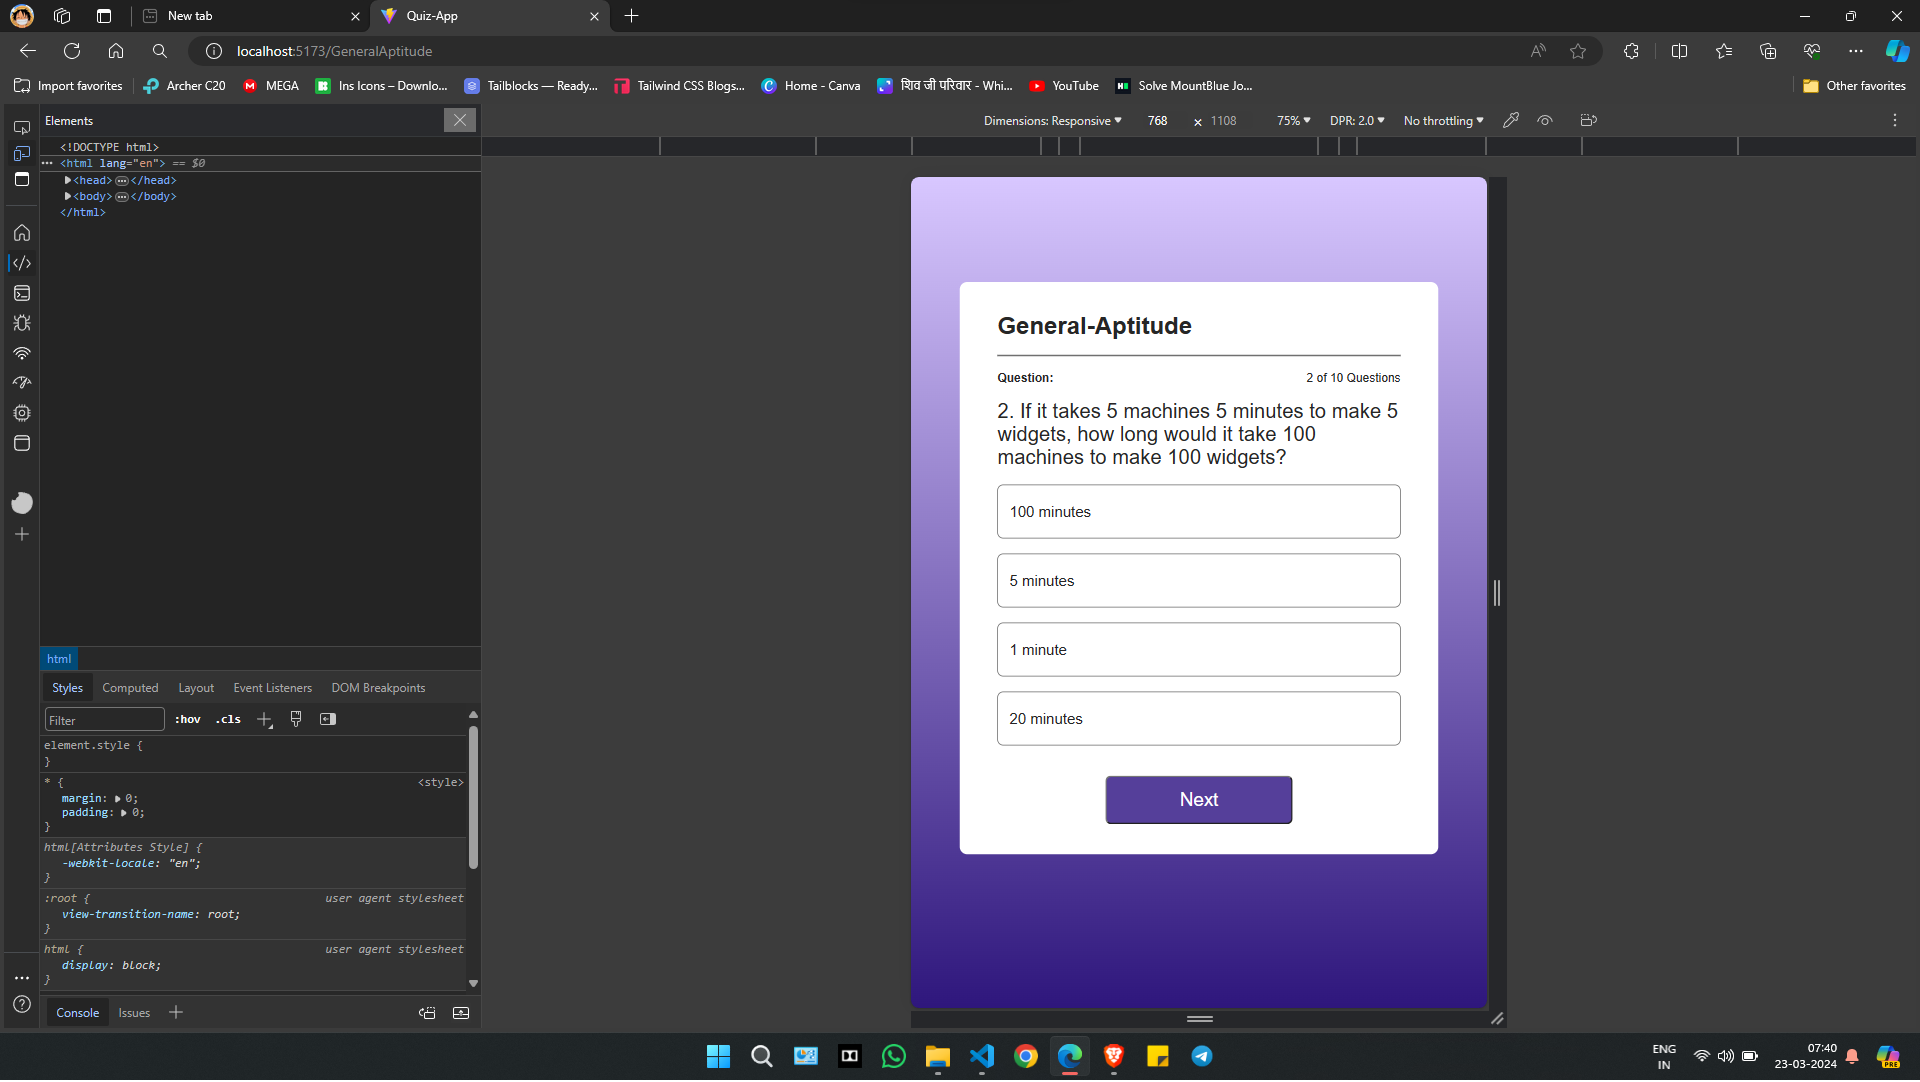 New tab
Quiz-App
localhost:5173/GeneralAptitude
Import favorites
Archer C20
MEGA
Ins Icons – Downlo...
Tailblocks — Ready...
Tailwind CSS Blogs...
Home - Canva
शिव जी परिवार - Whi...
YouTube
Solve MountBlue Jo...
Other favorites
Elements
Dimensions: Responsive
768
x
1108
75%
DPR: 2.0
No throttling
<!DOCTYPE html>
<html lang="en"> == $0
<head> ... </head>
<body> ... </body>
</html>
General-Aptitude
Question:
2 of 10 Questions
2. If it takes 5 machines 5 minutes to make 5
widgets, how long would it take 100
machines to make 100 widgets?
100 minutes
5 minutes
1 minute
20 minutes
Next
html
Styles
Computed
Layout
Event Listeners
DOM Breakpoints
Filter
:hov
.cls
element.style {
}
* {
<style>
margin: 0;
padding: 0;
}
html[Attributes Style] {
-webkit-locale: "en";
}
:root {
user agent stylesheet
view-transition-name: root;
}
html {
user agent stylesheet
display: block;
}
Console
Issues
ENG
IN
07:40
23-03-2024
PRE